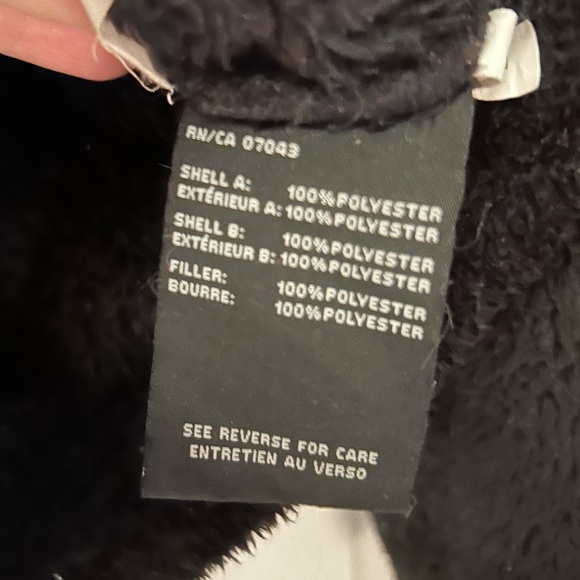 RN/CA 07043
SHELL A: 100%POLYESTER
EXTÉRIEUR A: 100%POLYESTER
SHELL B: 100%POLYESTER
EXTÉRIEUR B: 100%POLYESTER
FILLER: 100%POLYESTER
BOURRE: 100%POLYESTER
SEE REVERSE FOR CARE
ENTRETIEN AU VERSO